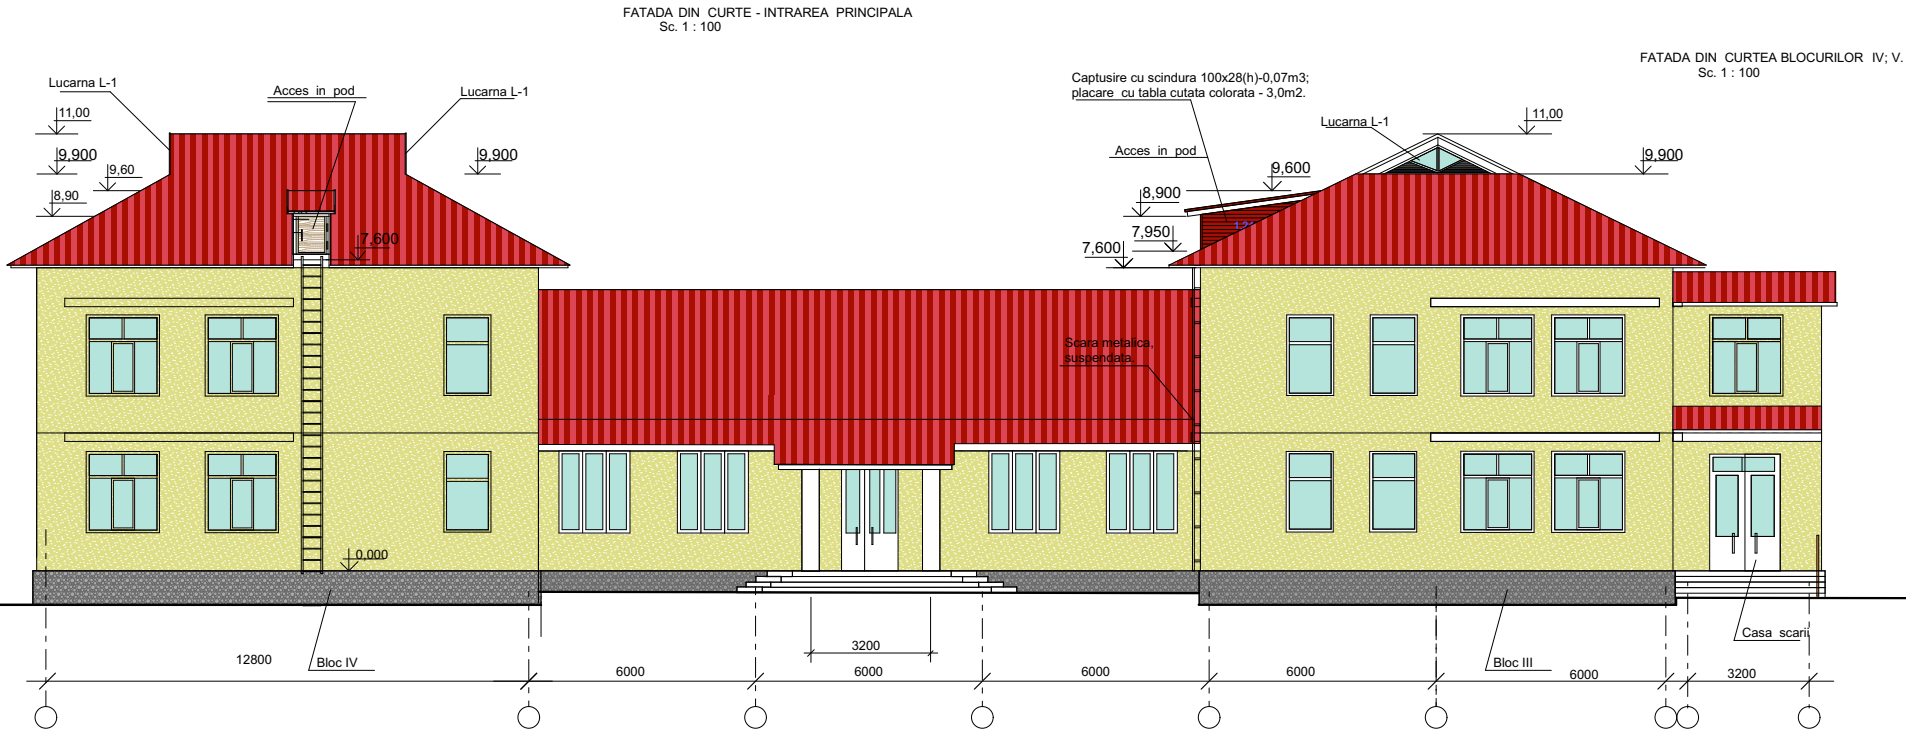 FATADA DIN CURTE - INTRAREA PRINCIPALA
Sc. 1 : 100
FATADA DIN CURTEA BLOCURILOR IV; V.
Sc. 1 : 100
Lucarna L-1
Acces in pod
Lucarna L-1
11,00
9,900
9,60
8,90
9,900
7,600
Captusire cu scindura 100x28(h)-0,07m3;
placare cu tabla cutata colorata - 3,0m2.
Lucarna L-1
11,00
Acces in pod
9,600
9,900
8,900
7,950
7,600
Scara metalica,
suspendata
0,000
12800
Bloc IV
6000
3200
6000
6000
6000
Bloc III
6000
Casa scarii
3200